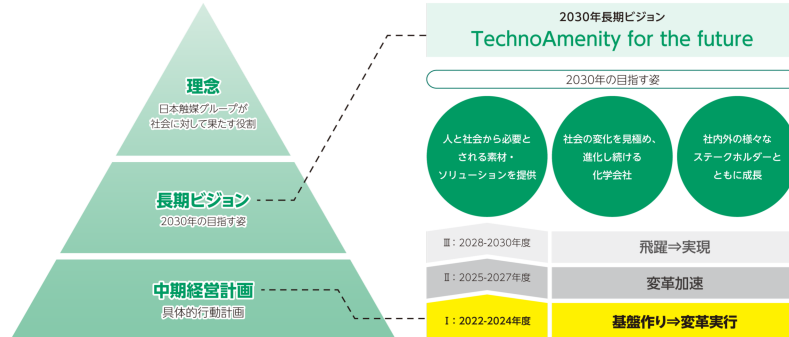 理念
日本触媒グループが
社会に対して果たす役割
長期ビジョン
2030年の目指す姿
中期経営計画
具体的行動計画
2030年長期ビジョン
TechnoAmenity for the future
2030年の目指す姿
人と社会から必要と
される素材・
ソリューションを提供
社会の変化を見極め、
進化し続ける
化学会社
社内外の様々な
ステークホルダーと
ともに成長
Ⅲ：2028-2030年度
飛躍⇒実現
Ⅱ：2025-2027年度
変革加速
Ⅰ：2022-2024年度
基盤作り⇒変革実行